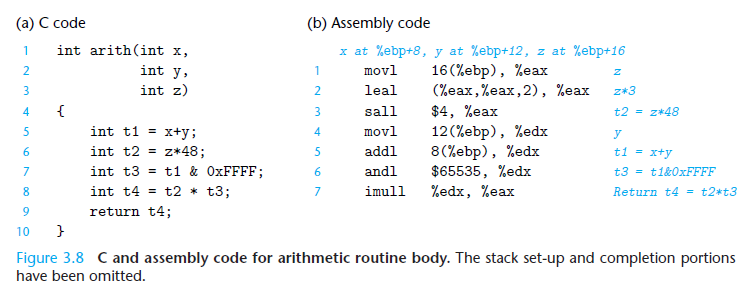 (a) C code
1 int arith(int x,
2 int y,
3 int z)
4 {
5 int t1 = x+y;
6 int t2 = z*48;
7 int t3 = t1 & 0xFFFF;
8 int t4 = t2 * t3;
9 return t4;
10 }
(b) Assembly code
x at %ebp+8, y at %ebp+12, z at %ebp+16
1 movl 16(%ebp), %eax z
2 leal (%eax,%eax,2), %eax z*3
3 sall $4, %eax t2 = z*48
4 movl 12(%ebp), %edx y
5 addl 8(%ebp), %edx t1 = x+y
6 andl $65535, %edx t3 = t1&0xFFFF
7 imull %edx, %eax Return t4 = t2*t3
Figure 3.8 C and assembly code for arithmetic routine body. The stack set-up and completion portions
have been omitted.